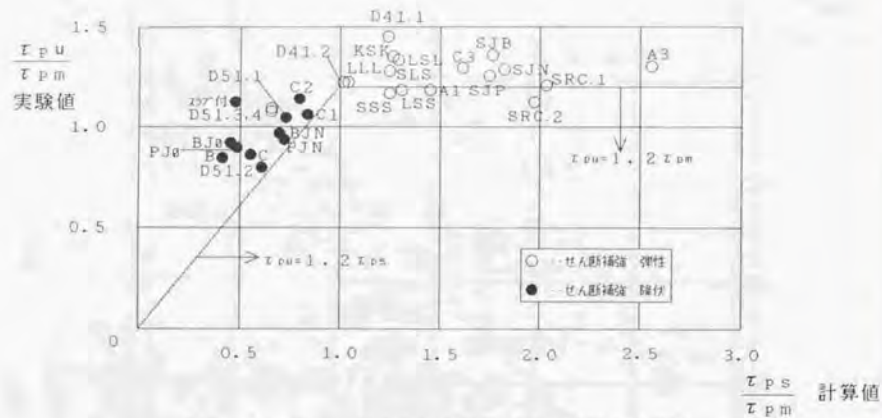 τpu
τpm
実験値
1.5
1.0
0.5
0
0.5
1.0
1.5
2.0
2.5
3.0
τps
τpm
計算値
D41.1
KSK
LSL
SJB
C3
A3
D41.2
LLL
SLS
SJN
SRC.1
D51.1
C2
SSS
LSS
A1
SJP
SRC.2
スラブ付
D51.3.4
C1
BJN
PJN
BJ0
PJ0
B
C
D51.2
τpu=1.2τpm
τpu=1.2τps
○ …せん断補強 弾性
● …せん断補強 降伏